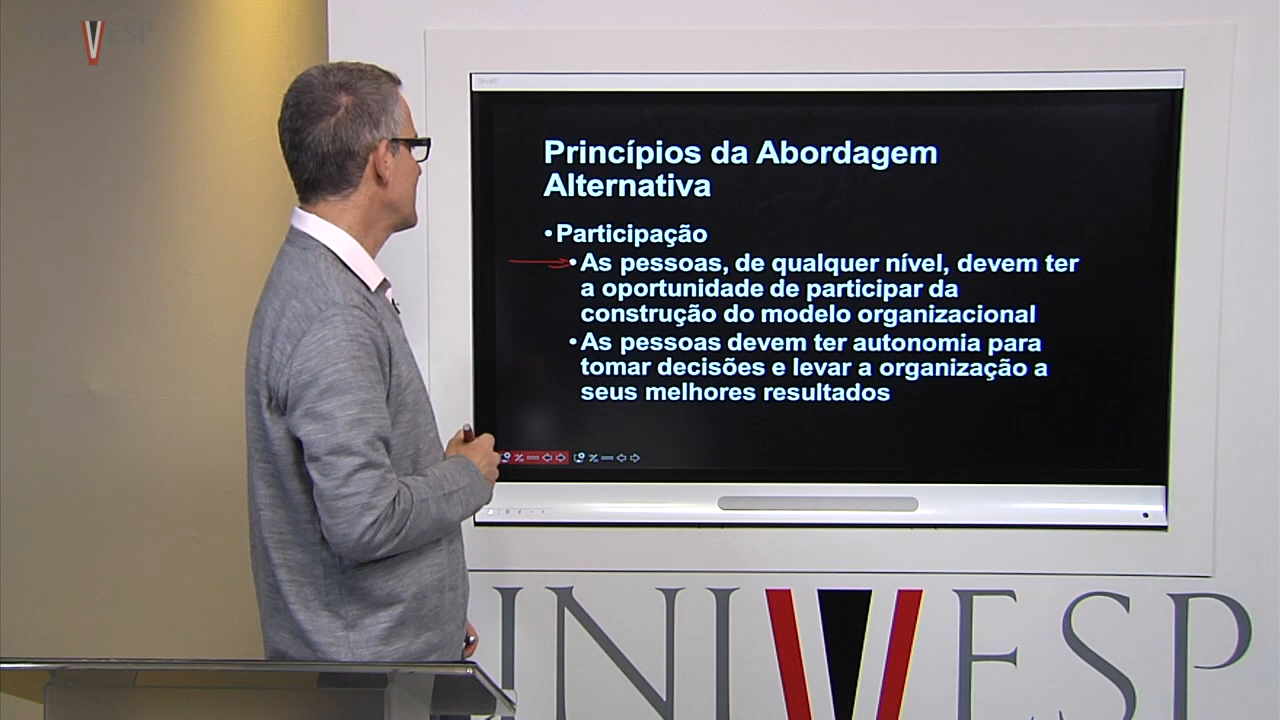 UNIVESP
Princípios da Abordagem
Alternativa
•Participação
•As pessoas, de qualquer nível, devem ter
a oportunidade de participar da
construção do modelo organizacional
•As pessoas devem ter autonomia para
tomar decisões e levar a organização a
seus melhores resultados
UNIVESP